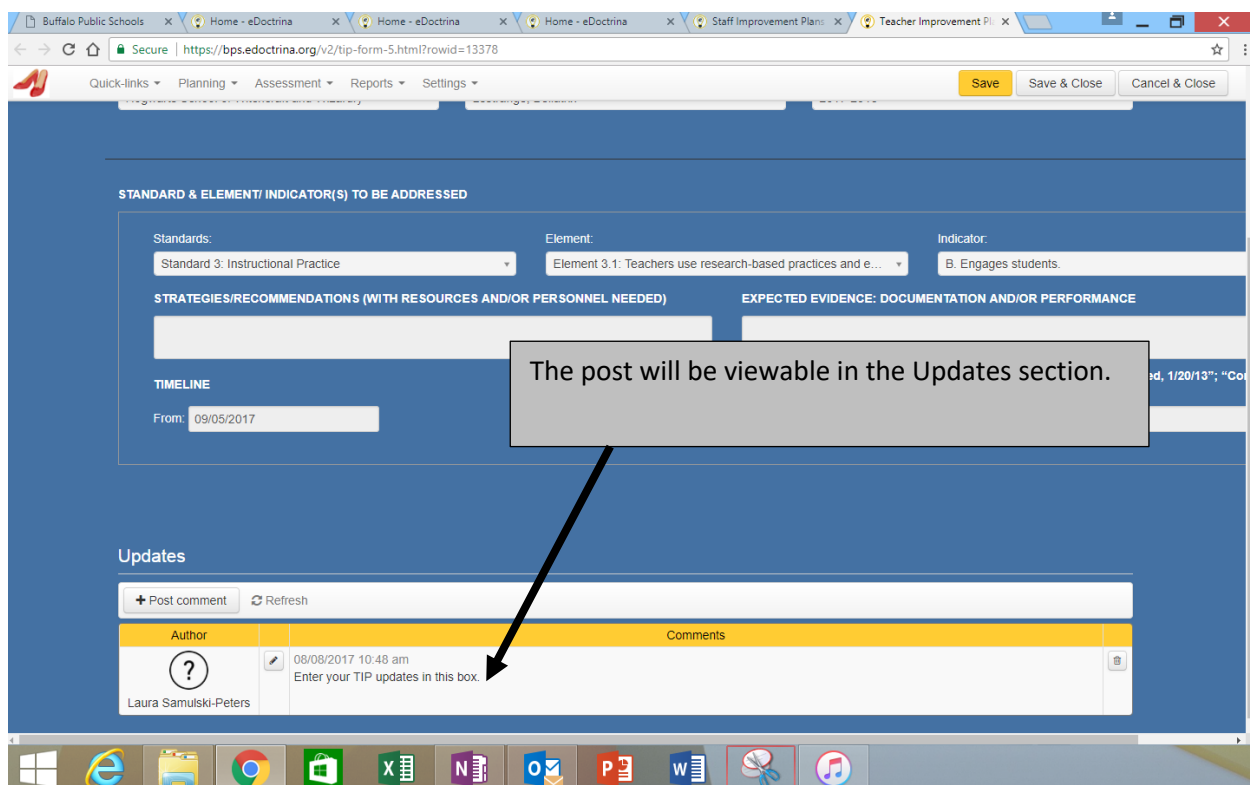 Buffalo Public Schools × Home - eDoctrina × Home - eDoctrina × Home - eDoctrina × Staff Improvement Plans × Teacher Improvement Pl ×
Secure | https://bps.edoctrina.org/v2/tip-form-5.html?rowid=13378
Quick-links Planning Assessment Reports Settings Save Save & Close Cancel & Close
STANDARD & ELEMENT/ INDICATOR(S) TO BE ADDRESSED
Standards: Element: Indicator:
Standard 3: Instructional Practice Element 3.1: Teachers use research-based practices and e... B. Engages students.
STRATEGIES/RECOMMENDATIONS (WITH RESOURCES AND/OR PERSONNEL NEEDED) EXPECTED EVIDENCE: DOCUMENTATION AND/OR PERFORMANCE
The post will be viewable in the Updates section.
TIMELINE ed, 1/20/13"; "Co
From: 09/05/2017
Updates
+ Post comment Refresh
Author Comments
08/08/2017 10:48 am
Enter your TIP updates in this box.
?
Laura Samulski-Peters